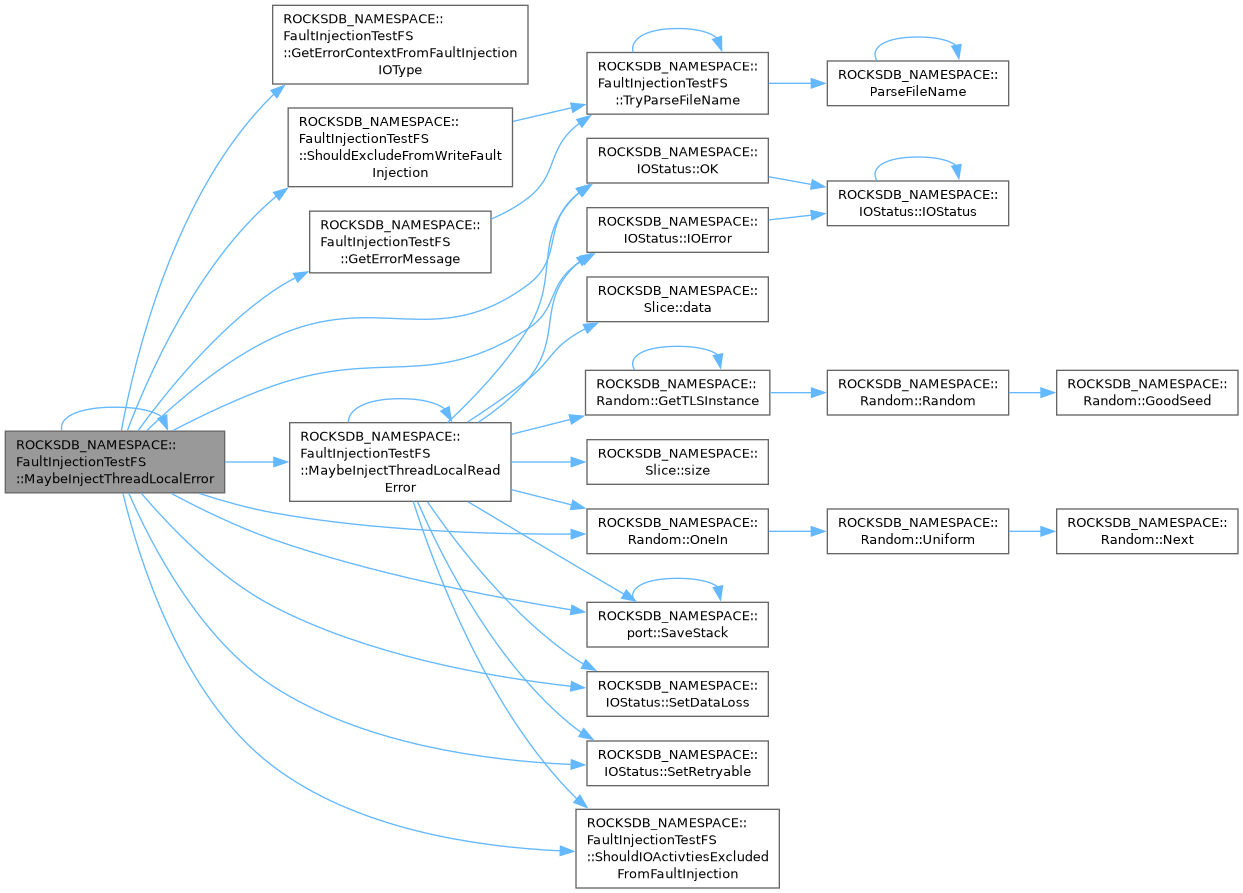 ROCKSDB_NAMESPACE::
FaultInjectionTestFS
::MaybeInjectThreadLocalError
ROCKSDB_NAMESPACE::
FaultInjectionTestFS
::GetErrorContextFromFaultInjection
IOType
ROCKSDB_NAMESPACE::
FaultInjectionTestFS
::ShouldExcludeFromWriteFault
Injection
ROCKSDB_NAMESPACE::
FaultInjectionTestFS
::GetErrorMessage
ROCKSDB_NAMESPACE::
FaultInjectionTestFS
::MaybeInjectThreadLocalRead
Error
ROCKSDB_NAMESPACE::
FaultInjectionTestFS
::TryParseFileName
ROCKSDB_NAMESPACE::
IOStatus::OK
ROCKSDB_NAMESPACE::
IOStatus::IOError
ROCKSDB_NAMESPACE::
Slice::data
ROCKSDB_NAMESPACE::
Random::GetTLSInstance
ROCKSDB_NAMESPACE::
Slice::size
ROCKSDB_NAMESPACE::
Random::OneIn
ROCKSDB_NAMESPACE::
port::SaveStack
ROCKSDB_NAMESPACE::
IOStatus::SetDataLoss
ROCKSDB_NAMESPACE::
IOStatus::SetRetryable
ROCKSDB_NAMESPACE::
FaultInjectionTestFS
::ShouldIOActivtiesExcluded
FromFaultInjection
ROCKSDB_NAMESPACE::
ParseFileName
ROCKSDB_NAMESPACE::
IOStatus::IOStatus
ROCKSDB_NAMESPACE::
Random::Random
ROCKSDB_NAMESPACE::
Random::Uniform
ROCKSDB_NAMESPACE::
Random::GoodSeed
ROCKSDB_NAMESPACE::
Random::Next